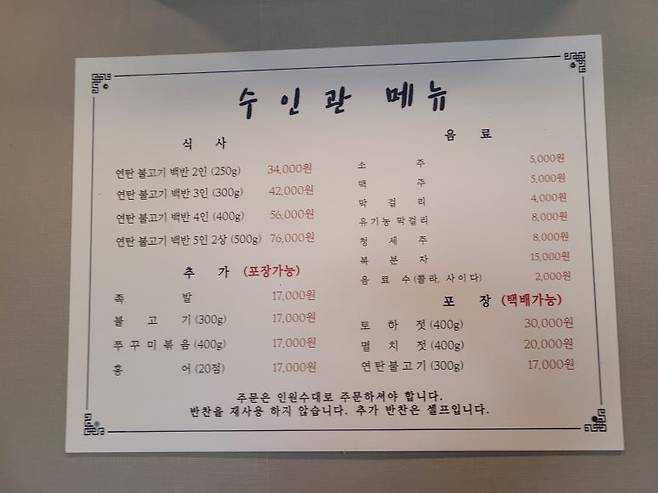 수인관 메뉴
식 사
연탄 불고기 백반 2인 (250g) 34,000원
연탄 불고기 백반 3인 (300g) 42,000원
연탄 불고기 백반 4인 (400g) 56,000원
연탄 불고기 백반 5인 2상 (500g) 76,000원
추 가 (포장가능)
족 발 17,000원
불 고 기 (300g) 17,000원
쭈꾸미볶음 (400g) 17,000원
홍 어 (20점) 17,000원
음 료
소 주 5,000원
맥 주 5,000원
막 걸 리 4,000원
유기농 막걸리 8,000원
청 세 주 8,000원
복 분 자 15,000원
음 료 수 (콜라, 사이다) 2,000원
포 장 (택배가능)
토 하 젓 (400g) 30,000원
멸 치 젓 (400g) 20,000원
연탄불고기 (300g) 17,000원
주문은 인원수대로 주문하셔야 합니다.
반찬을 재사용 하지 않습니다. 추가 반찬은 셀프입니다.